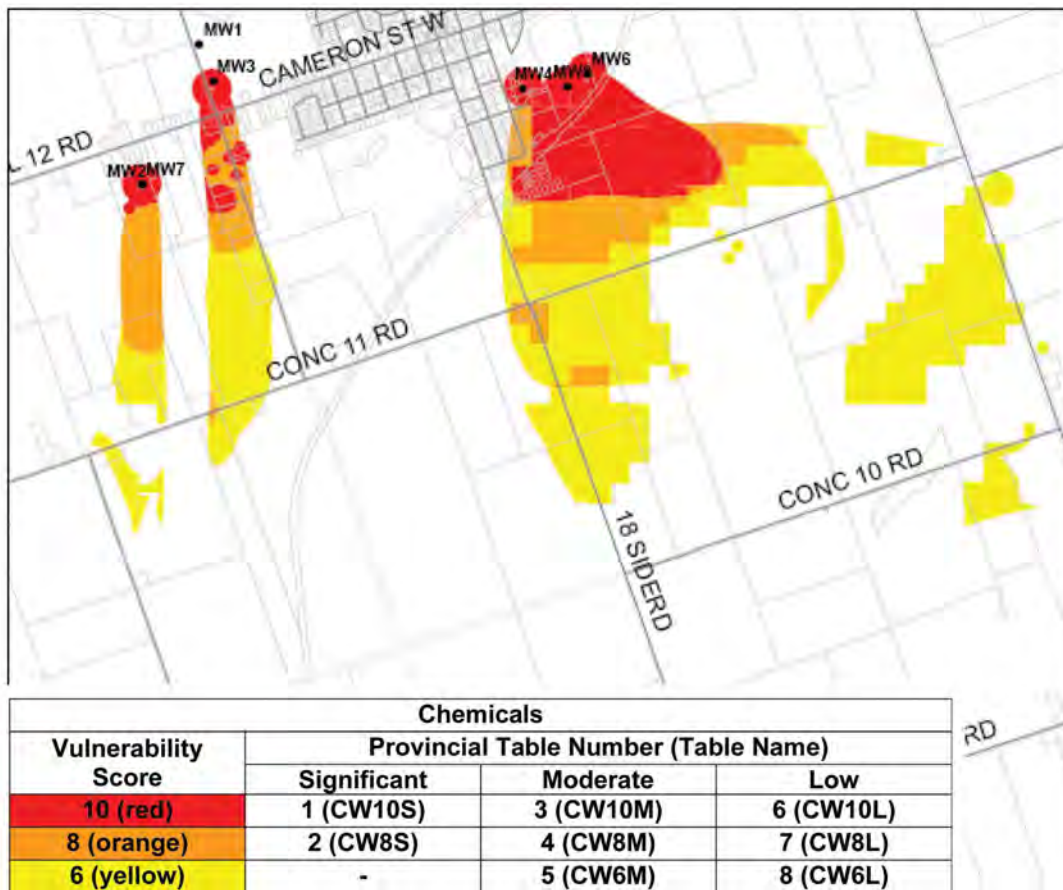 MW1
MW3
CAMERON ST W
MW4
MW6
L 12 RD
MW2
MW7
CONC 11 RD
CONC 10 RD
18 SIDERD
RD
Chemicals
Vulnerability Score
Provincial Table Number (Table Name)
Significant
Moderate
Low
10 (red)
1 (CW10S)
3 (CW10M)
6 (CW10L)
8 (orange)
2 (CW8S)
4 (CW8M)
7 (CW8L)
6 (yellow)
-
5 (CW6M)
8 (CW6L)